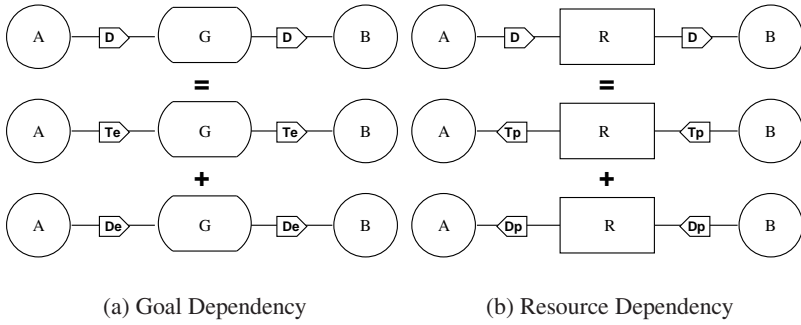 A D G D B A D R D B
= =
A Te G Te B A Tp R Tp B
+ +
A De G De B A Dp R Dp B
(a) Goal Dependency (b) Resource Dependency